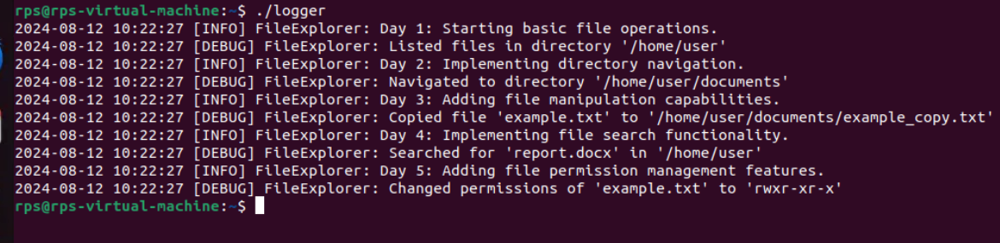 rps@rps-virtual-machine:~$ ./logger
2024-08-12 10:22:27 [INFO] FileExplorer: Day 1: Starting basic file operations.
2024-08-12 10:22:27 [DEBUG] FileExplorer: Listed files in directory '/home/user'
2024-08-12 10:22:27 [INFO] FileExplorer: Day 2: Implementing directory navigation.
2024-08-12 10:22:27 [DEBUG] FileExplorer: Navigated to directory '/home/user/documents'
2024-08-12 10:22:27 [INFO] FileExplorer: Day 3: Adding file manipulation capabilities.
2024-08-12 10:22:27 [DEBUG] FileExplorer: Copied file 'example.txt' to '/home/user/documents/example_copy.txt'
2024-08-12 10:22:27 [INFO] FileExplorer: Day 4: Implementing file search functionality.
2024-08-12 10:22:27 [DEBUG] FileExplorer: Searched for 'report.docx' in '/home/user'
2024-08-12 10:22:27 [INFO] FileExplorer: Day 5: Adding file permission management features.
2024-08-12 10:22:27 [DEBUG] FileExplorer: Changed permissions of 'example.txt' to 'rwxr-xr-x'
rps@rps-virtual-machine:~$